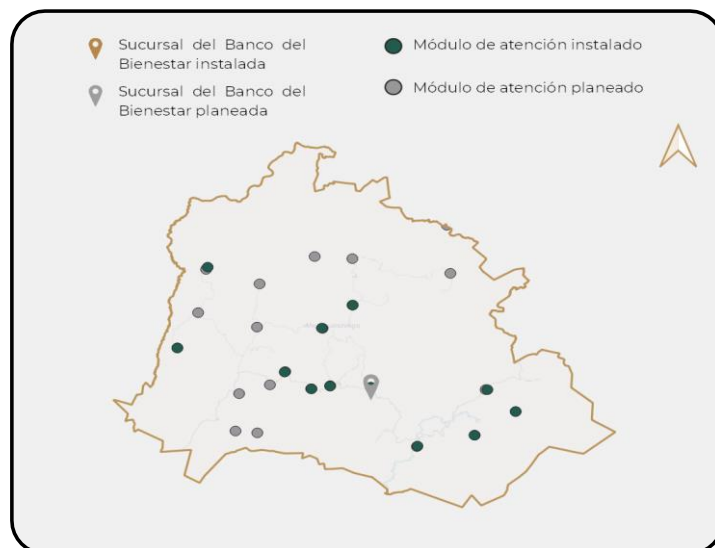 Sucursal del Banco del
Bienestar instalada
Sucursal del Banco del
Bienestar planeada
Módulo de atención instalado
Módulo de atención planeado